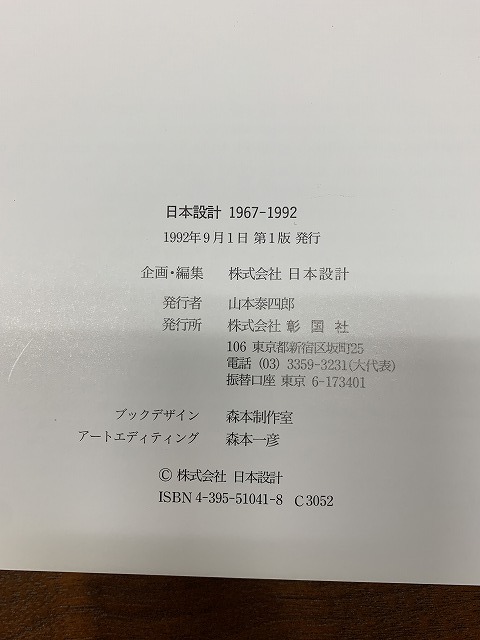 日本設計 1967-1992
1992年9月1日 第1版 発行
企画・編集 株式会社 日本設計
発行者 山本泰四郎
発行所 株式会社 彰国社
106 東京都新宿区坂町25
電話 (03) 3359-3231(大代表)
振替口座 東京 6-173401
ブックデザイン 森本制作室
アートエディティング 森本一彦
© 株式会社 日本設計
ISBN 4-395-51041-8 C3052